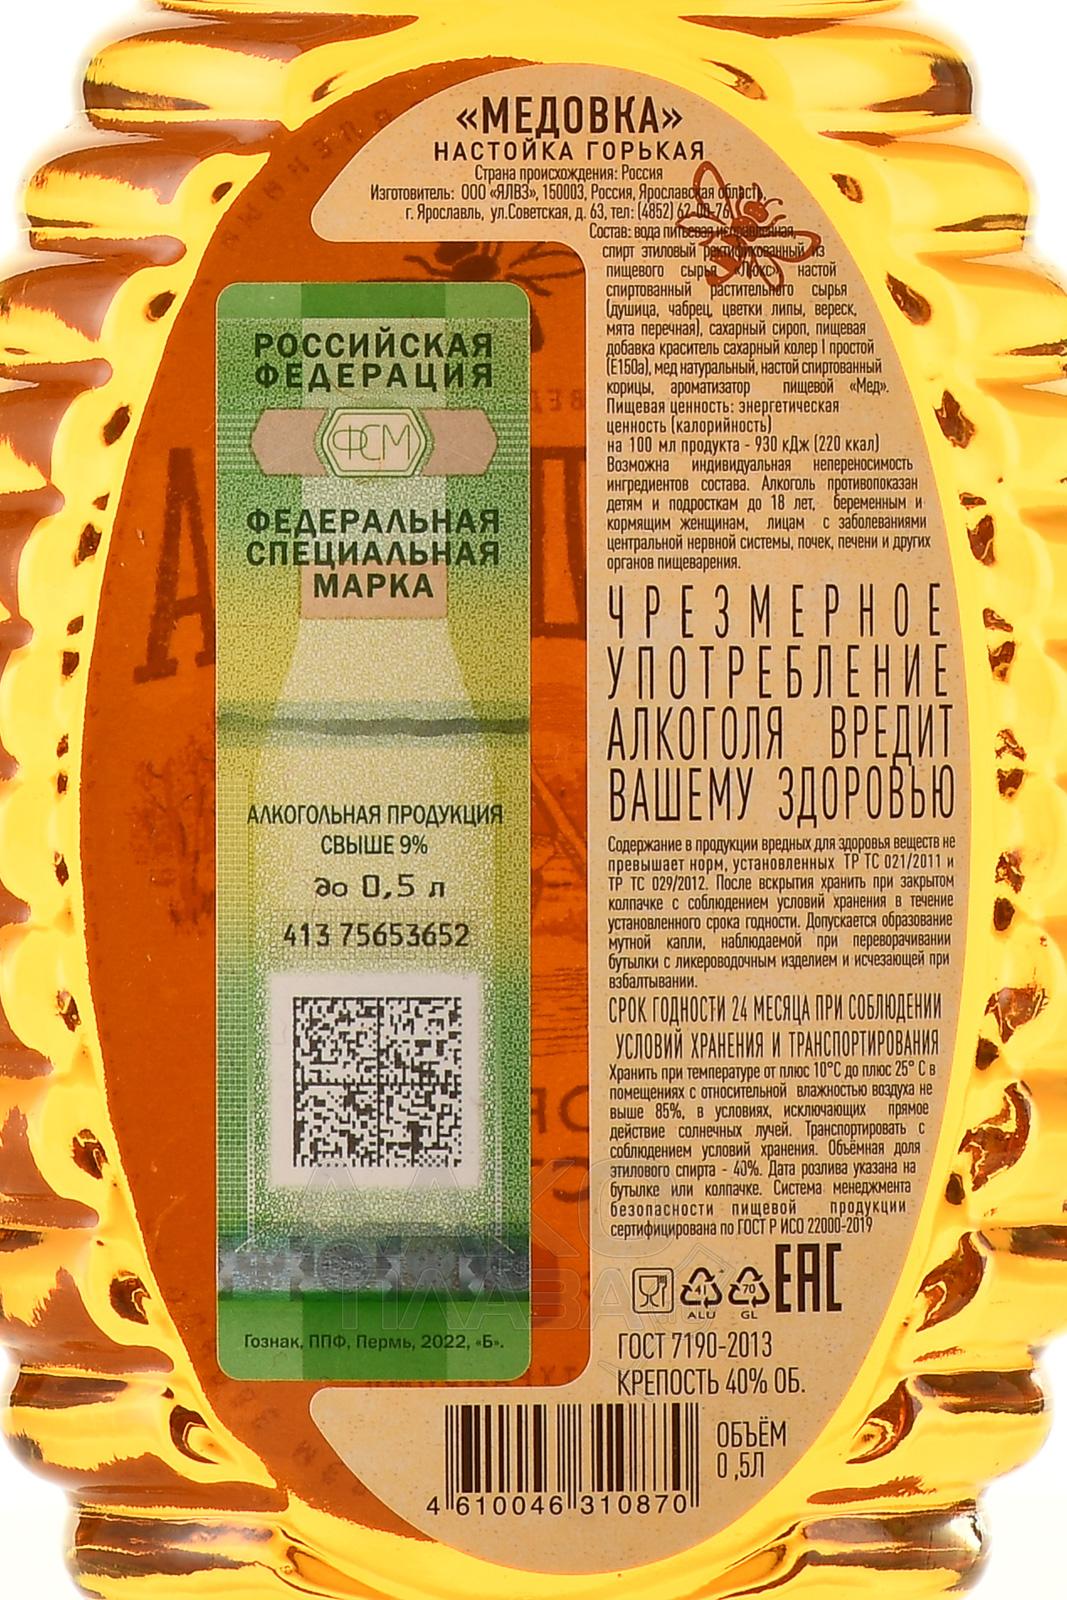 «МЕДОВКА»
НАСТОЙКА ГОРЬКАЯ
Страна происхождения: Россия
Изготовитель: ООО «ЯЛВЗ», 150003, Россия, Ярославская область,
г. Ярославль, ул.Советская, д. 63, тел: (4852) 62-00-76
Состав: вода питьевая исправленная,
спирт этиловый ректификованный из
пищевого сырья «Люкс», настой
спиртованный растительного сырья
(душица, чабрец, цветки липы, вереск,
мята перечная), сахарный сироп, пищевая
добавка краситель сахарный колер I простой
(Е150а), мед натуральный, настой спиртованный
корицы, ароматизатор пищевой «Мед».
Пищевая ценность: энергетическая
ценность (калорийность)
на 100 мл продукта - 930 кДж (220 ккал)
Возможна индивидуальная непереносимость
ингредиентов состава. Алкоголь противопоказан
детям и подросткам до 18 лет, беременным и
кормящим женщинам, лицам с заболеваниями
центральной нервной системы, почек, печени и других
органов пищеварения.
ЧРЕЗМЕРНОЕ
УПОТРЕБЛЕНИЕ
АЛКОГОЛЯ ВРЕДИТ
ВАШЕМУ ЗДОРОВЬЮ
Содержание в продукции вредных для здоровья веществ не
превышает норм, установленных ТР ТС 021/2011 и
ТР ТС 029/2012. После вскрытия хранить при закрытом
колпачке с соблюдением условий хранения в течение
установленного срока годности. Допускается образование
мутной капли, наблюдаемой при переворачивании
бутылки с ликероводочным изделием и исчезающей при
взбалтывании.
СРОК ГОДНОСТИ 24 МЕСЯЦА ПРИ СОБЛЮДЕНИИ
УСЛОВИЙ ХРАНЕНИЯ И ТРАНСПОРТИРОВАНИЯ
Хранить при температуре от плюс 10°С до плюс 25° С в
помещениях с относительной влажностью воздуха не
выше 85%, в условиях, исключающих прямое
действие солнечных лучей. Транспортировать с
соблюдением условий хранения. Объёмная доля
этилового спирта - 40%. Дата розлива указана на
бутылке или колпачке. Система менеджмента
безопасности пищевой продукции
сертифицирована по ГОСТ Р ИСО 22000-2019
41 ALU
70 GL
ЕАС
ГОСТ 7190-2013
КРЕПОСТЬ 40% ОБ.
ОБЪЁМ
0,5Л
4 610046 310870
РОССИЙСКАЯ
ФЕДЕРАЦИЯ
ФСМ
ФЕДЕРАЛЬНАЯ
СПЕЦИАЛЬНАЯ
МАРКА
АЛКОГОЛЬНАЯ ПРОДУКЦИЯ
СВЫШЕ 9%
до 0,5 л
413 75653652
Гознак, ППФ, Пермь, 2022, «Б».